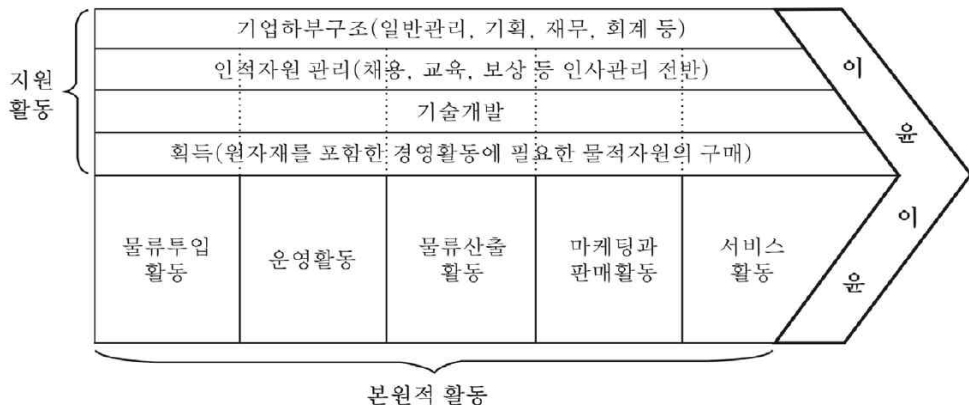 기업하부구조(일반관리, 기획, 재무, 회계 등)
인적자원 관리(채용, 교육, 보상 등 인사관리 전반)
기술개발
획득(원자재를 포함한 경영활동에 필요한 물적자원의 구매)
지원
활동
물류투입
활동
운영활동
물류산출
활동
마케팅과
판매활동
서비스
활동
이
윤
이
윤
본원적 활동